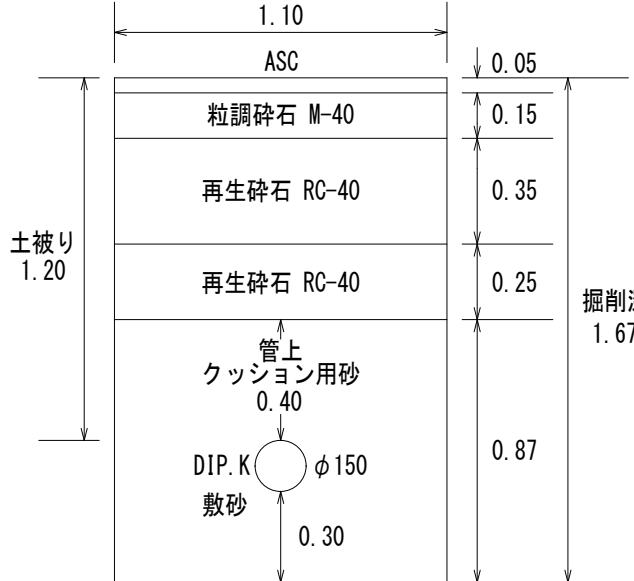 1.10
ASC
0.05
粒調砕石 M-40
0.15
再生砕石 RC-40
0.35
土被り
1.20
再生砕石 RC-40
0.25
掘削
1.67
管上
クッション用砂
0.40
0.87
DIP.K
φ150
敷砂
0.30